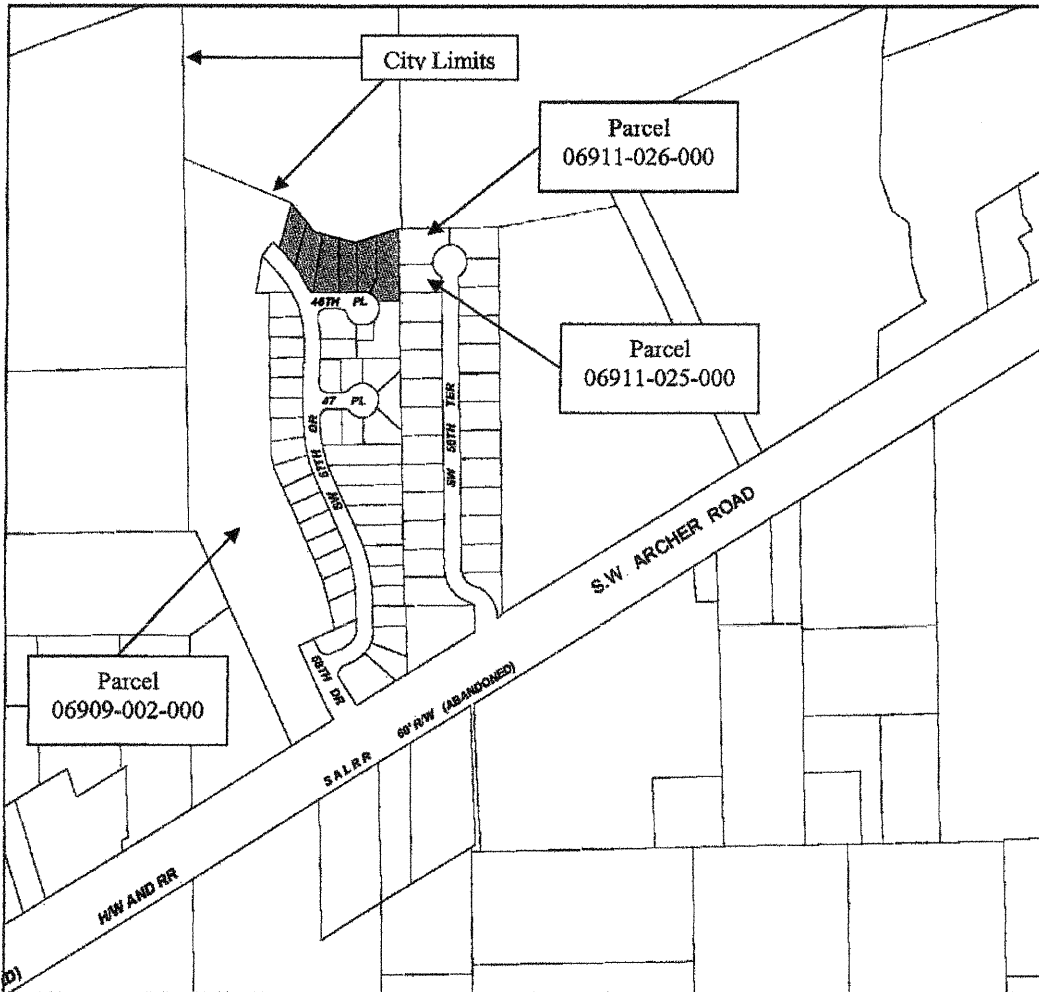 City Limits
Parcel
06911-026-000
46TH PL
Parcel
06911-025-000
47 PL
SW 57TH DR
SW 56TH TER
S.W. ARCHER ROAD
Parcel
06909-002-000
58TH DR
SALRR 60' R/W (ABANDONED)
H/W AND RR
D)